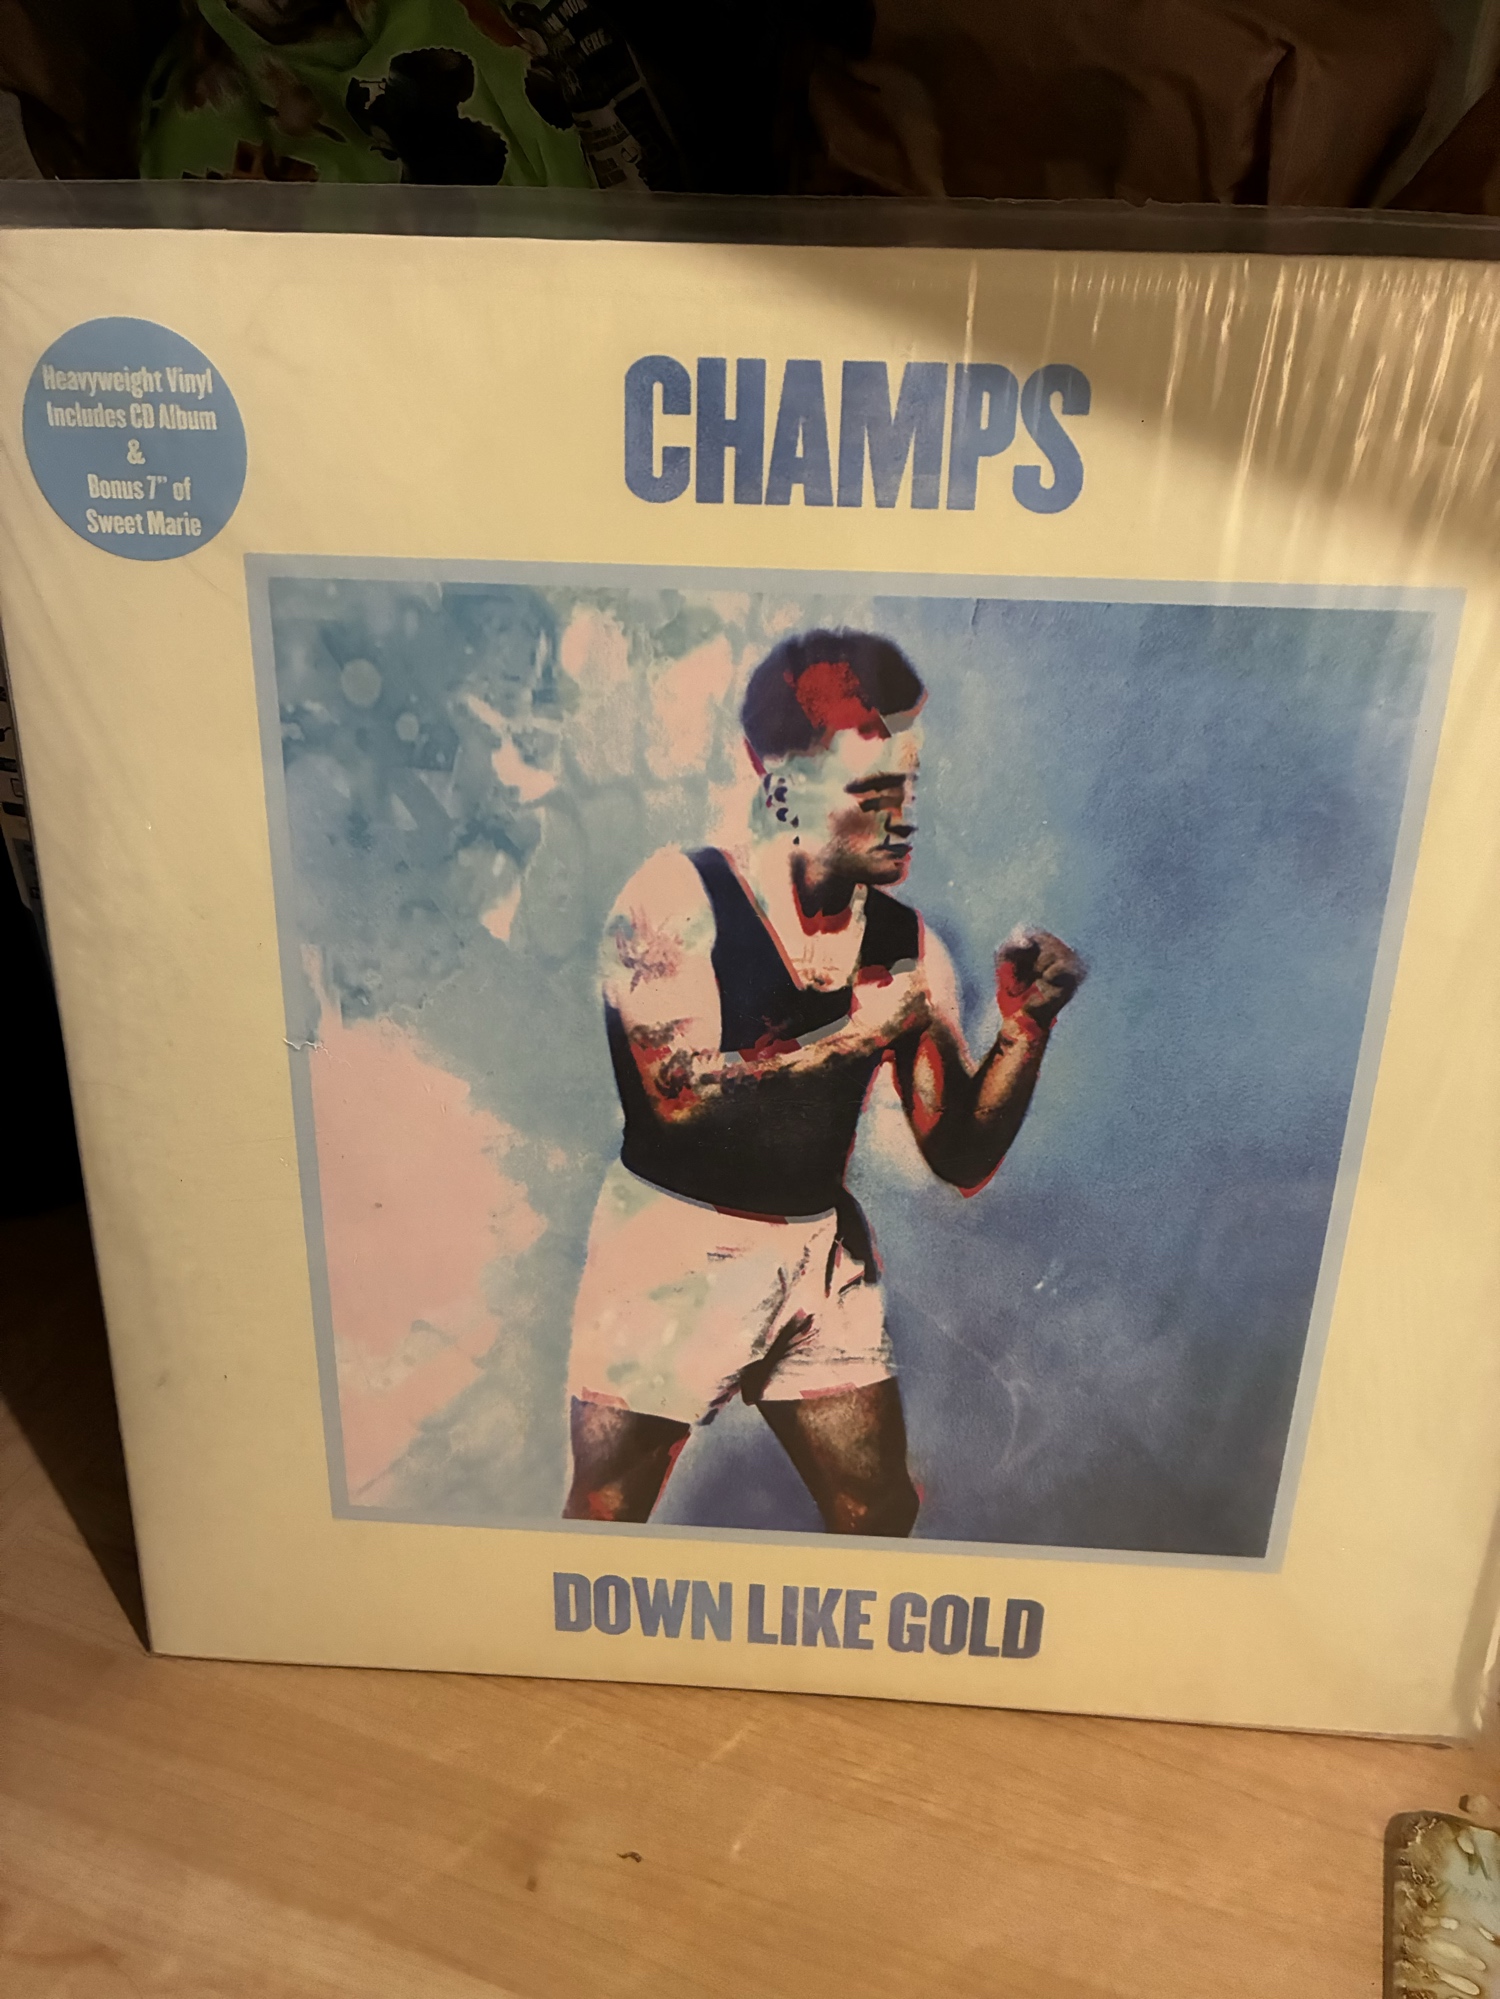 Heavyweight Vinyl
Includes CD Album
&
Bonus 7" of
Sweet Marie
CHAMPS
DOWN LIKE GOLD